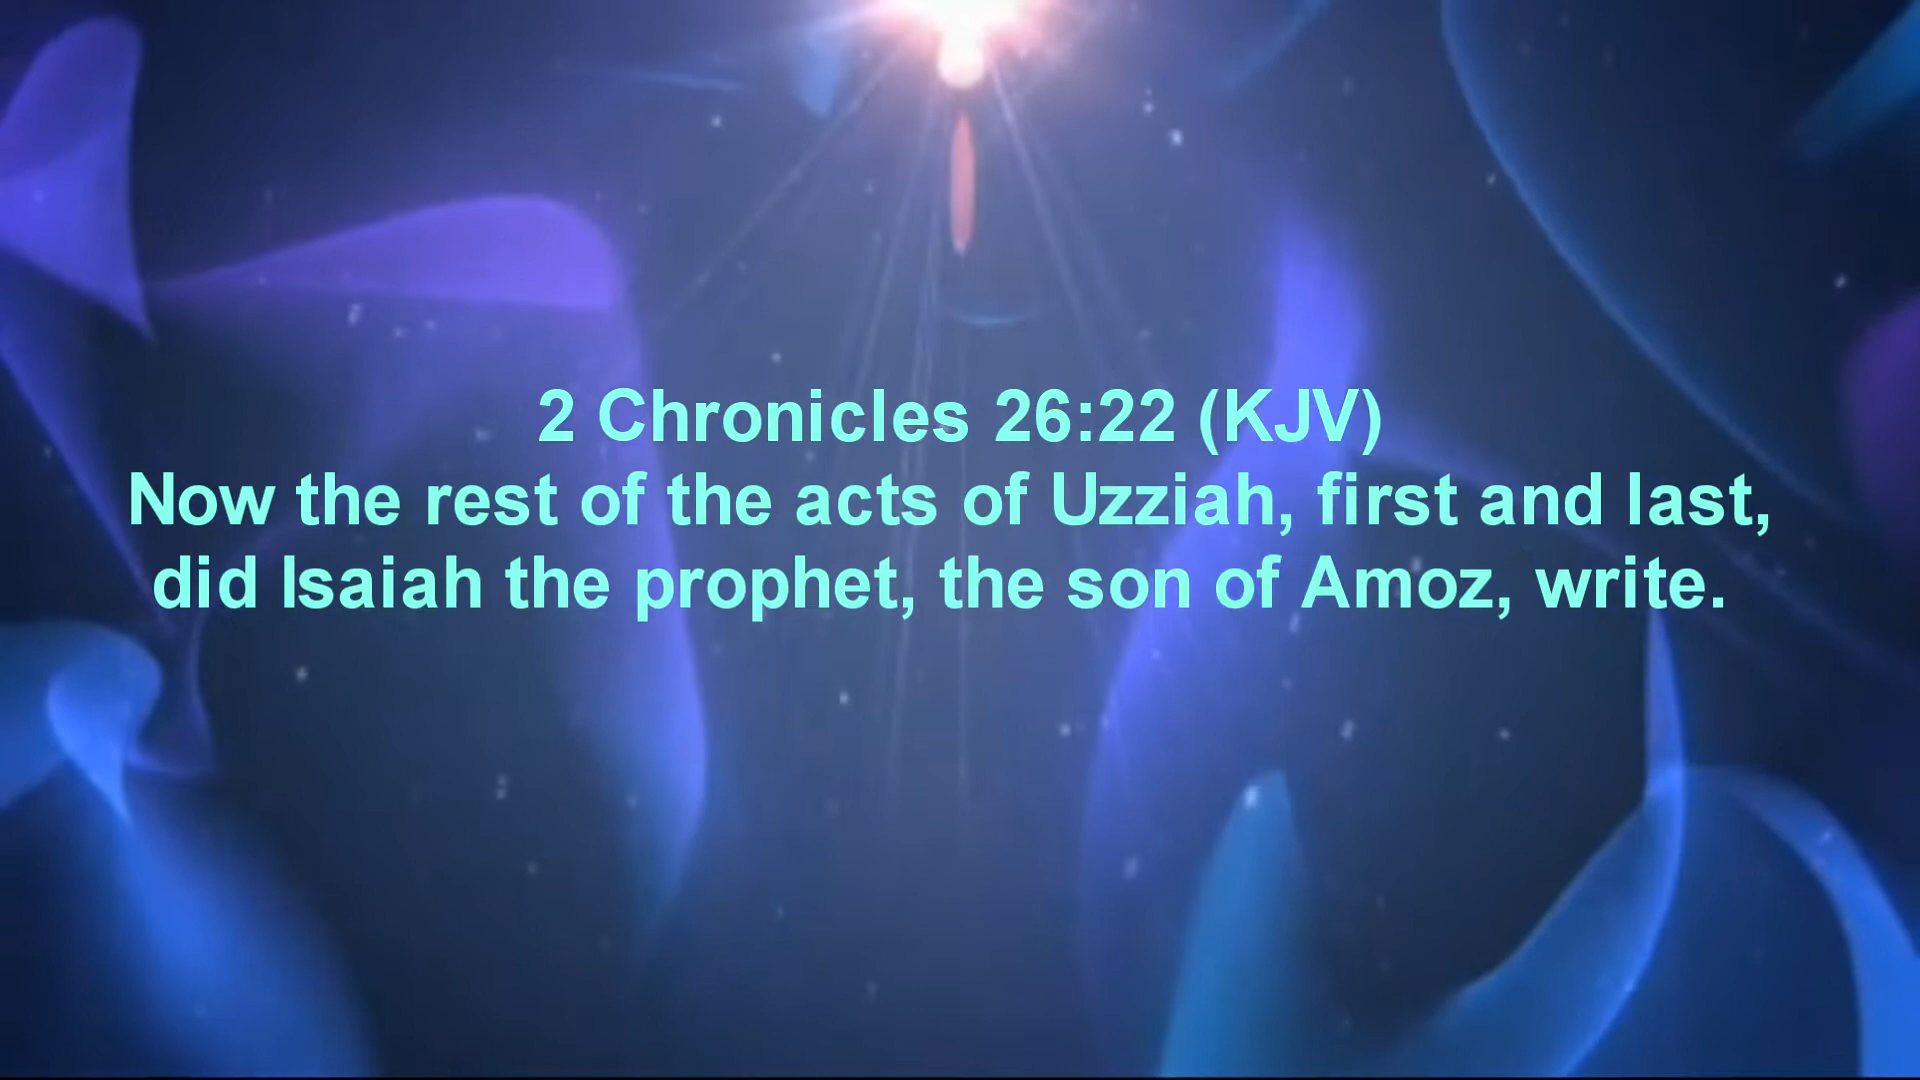 2 Chronicles 26:22 (KJV)
Now the rest of the acts of Uzziah, first and last,
did Isaiah the prophet, the son of Amoz, write.